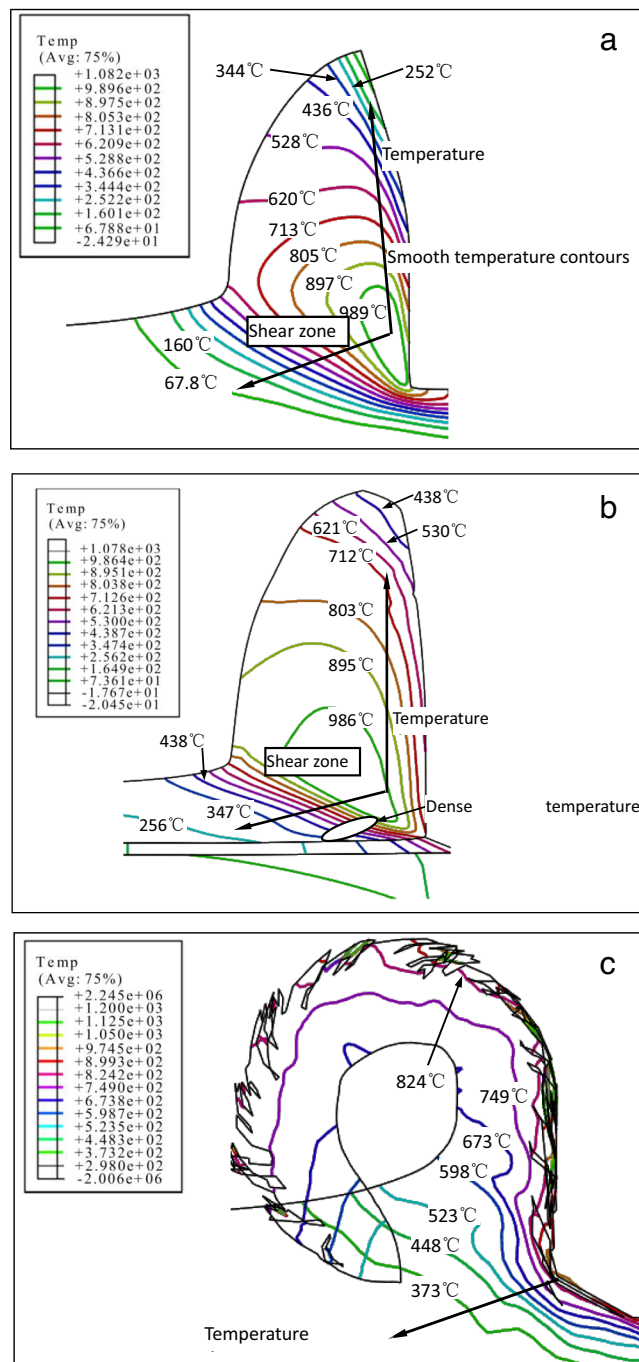 a
Temp
(Avg: 75%)
+1.082e+03
+9.896e+02
+8.975e+02
+8.053e+02
+7.131e+02
+6.209e+02
+5.288e+02
+4.366e+02
+3.444e+02
+2.522e+02
+1.601e+02
+6.788e+01
-2.429e+01
344℃
252℃
436℃
Temperature
528℃
620℃
713℃
805℃
Smooth temperature contours
897℃
989℃
Shear zone
160℃
67.8℃
b
Temp
(Avg: 75%)
+1.078e+03
+9.864e+02
+8.951e+02
+8.038e+02
+7.126e+02
+6.213e+02
+5.300e+02
+4.387e+02
+3.474e+02
+2.562e+02
+1.649e+02
+7.361e+01
-1.767e+01
-2.045e+01
438℃
621℃
530℃
712℃
803℃
895℃
986℃
Temperature
438℃
Shear zone
347℃
Dense temperature
256℃
c
Temp
(Avg: 75%)
+2.245e+06
+1.200e+03
+1.125e+03
+1.050e+03
+9.745e+02
+8.993e+02
+8.242e+02
+7.490e+02
+6.738e+02
+5.987e+02
+5.235e+02
+4.483e+02
+3.732e+02
+2.980e+02
-2.006e+06
824℃
749℃
673℃
598℃
523℃
448℃
373℃
Temperature